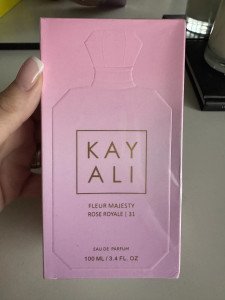 KAY
ALI
FLEUR MAJESTY
ROSE ROYALE | 31
EAU DE PARFUM
100 ML / 3.4 FL. OZ